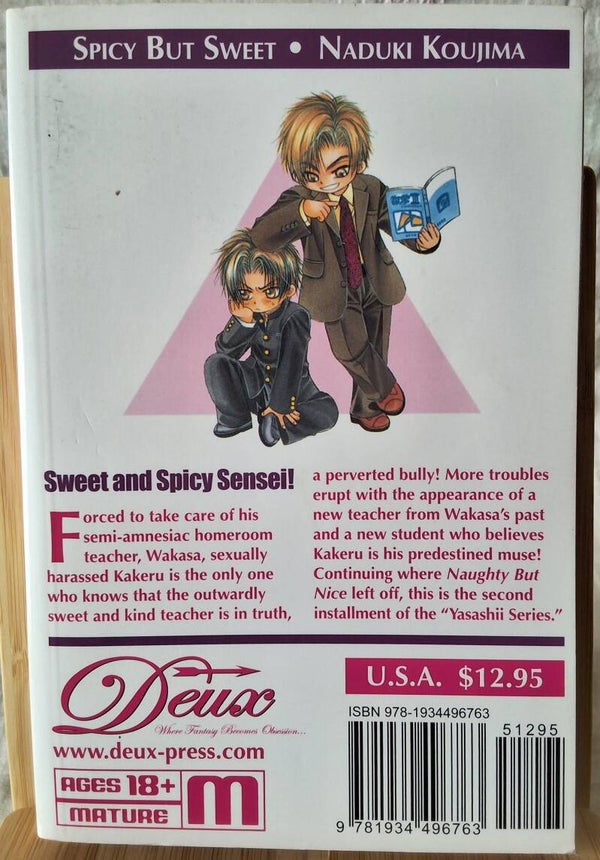 SPICY BUT SWEET • NADUKI KOUJIMA
Sweet and Spicy Sensei!
Forced to take care of his
semi-amnesiac homeroom
teacher, Wakasa, sexually
harassed Kakeru is the only one
who knows that the outwardly
sweet and kind teacher is in truth,
a perverted bully! More troubles
erupt with the appearance of a
new teacher from Wakasa's past
and a new student who believes
Kakeru is his predestined muse!
Continuing where Naughty But
Nice left off, this is the second
installment of the "Yasashii Series."
Deux
Where Fantasy Becomes Obsession...
www.deux-press.com
AGES 18+
MATURE
M
U.S.A. $12.95
ISBN 978-1934496763
51295
9 781934 496763